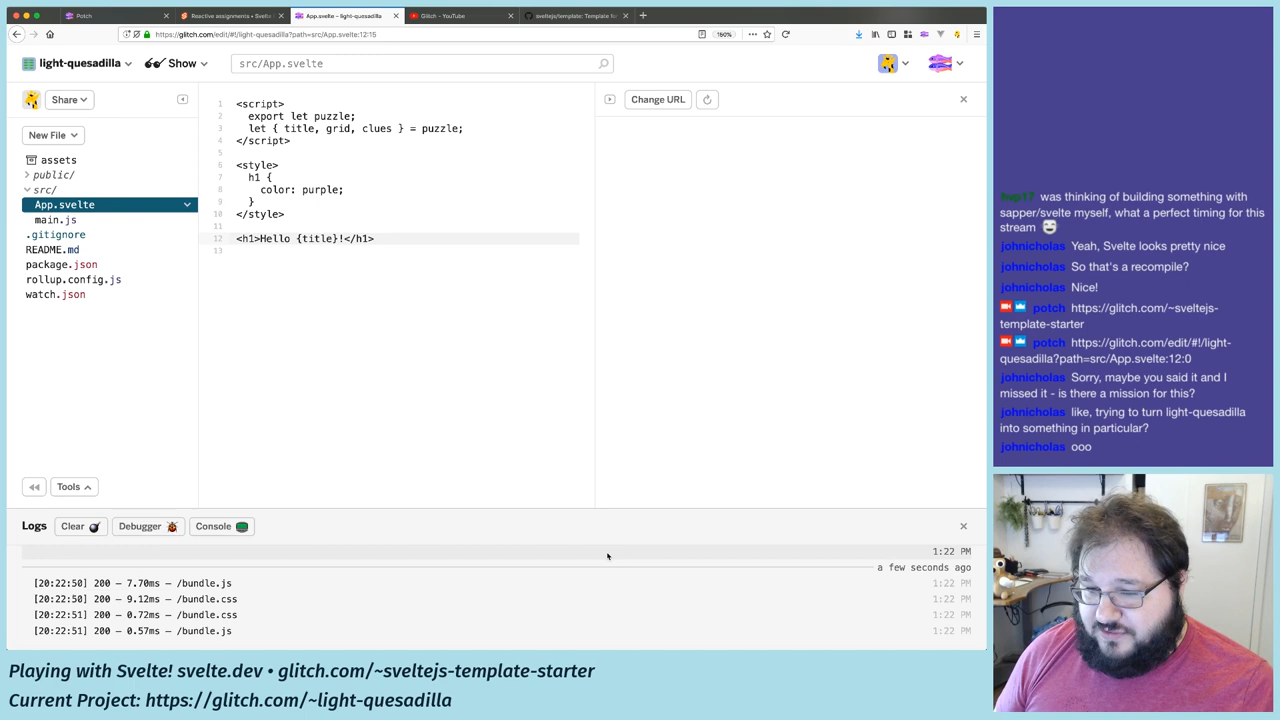 Potch
Reactive assignments • Svelte
App.svelte – light-quesadilla
Glitch – YouTube
sveltejs/template: Template for
https://glitch.com/edit/#!/light-quesadilla?path=src/App.svelte:12:15
150%
light-quesadilla
Show
src/App.svelte
Share
New File
assets
public/
src/
App.svelte
main.js
.gitignore
README.md
package.json
rollup.config.js
watch.json
Tools
1 <script>
2 export let puzzle;
3 let { title, grid, clues } = puzzle;
4 </script>
5
6 <style>
7 h1 {
8 color: purple;
9 }
10 </style>
11
12 <h1>Hello {title}!</h1>
13
Change URL
Logs
Clear
Debugger
Console
1:22 PM
a few seconds ago
[20:22:50] 200 – 7.70ms – /bundle.js 1:22 PM
[20:22:50] 200 – 9.12ms – /bundle.css 1:22 PM
[20:22:51] 200 – 0.72ms – /bundle.css 1:22 PM
[20:22:51] 200 – 0.57ms – /bundle.js 1:22 PM
hvp17 was thinking of building something with
sapper/svelte myself, what a perfect timing for this
stream
johnicholas Yeah, Svelte looks pretty nice
johnicholas So that's a recompile?
johnicholas Nice!
potch https://glitch.com/~sveltejs-
template-starter
potch https://glitch.com/edit/#!/light-
quesadilla?path=src/App.svelte:12:0
johnicholas Sorry, maybe you said it and I
missed it - is there a mission for this?
johnicholas like, trying to turn light-quesadilla
into something in particular?
johnicholas ooo
Playing with Svelte! svelte.dev • glitch.com/~sveltejs-template-starter
Current Project: https://glitch.com/~light-quesadilla